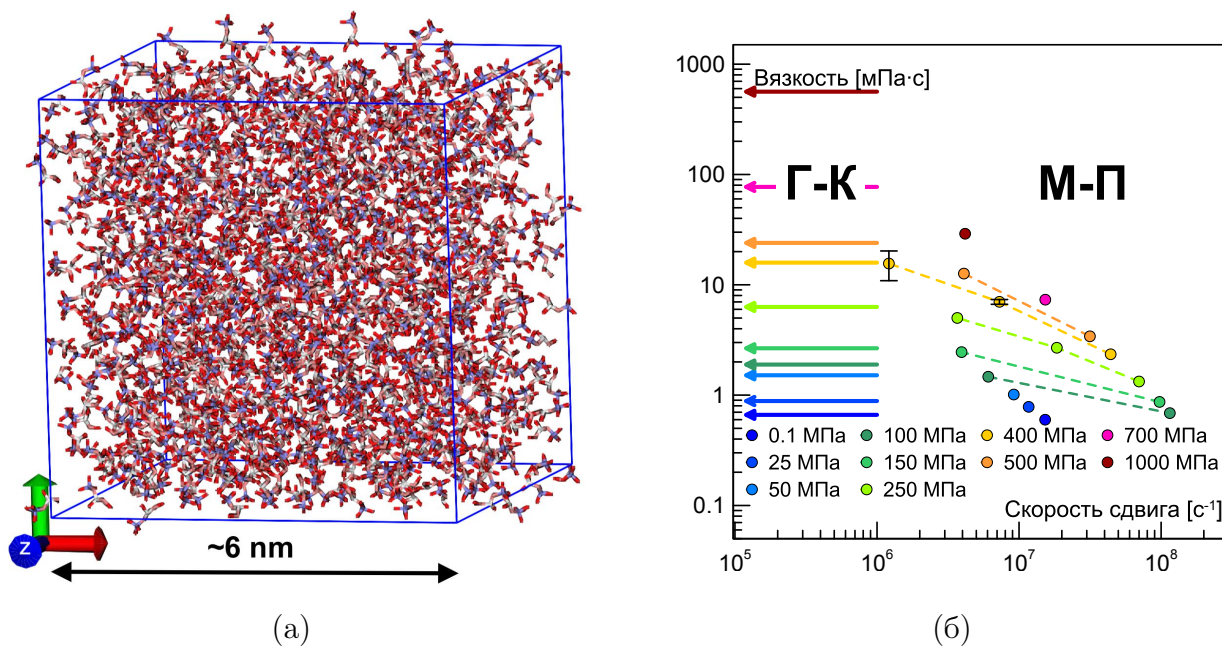 Z
~6 nm
(а)
Вязкость [мПа·с]
1000
100
10
1
0.1
Г-К
М-П
0.1 МПа
100 МПа
400 МПа
700 МПа
25 МПа
150 МПа
500 МПа
1000 МПа
50 МПа
250 МПа
Скорость сдвига [с⁻¹]
10⁵
10⁶
10⁷
10⁸
(б)